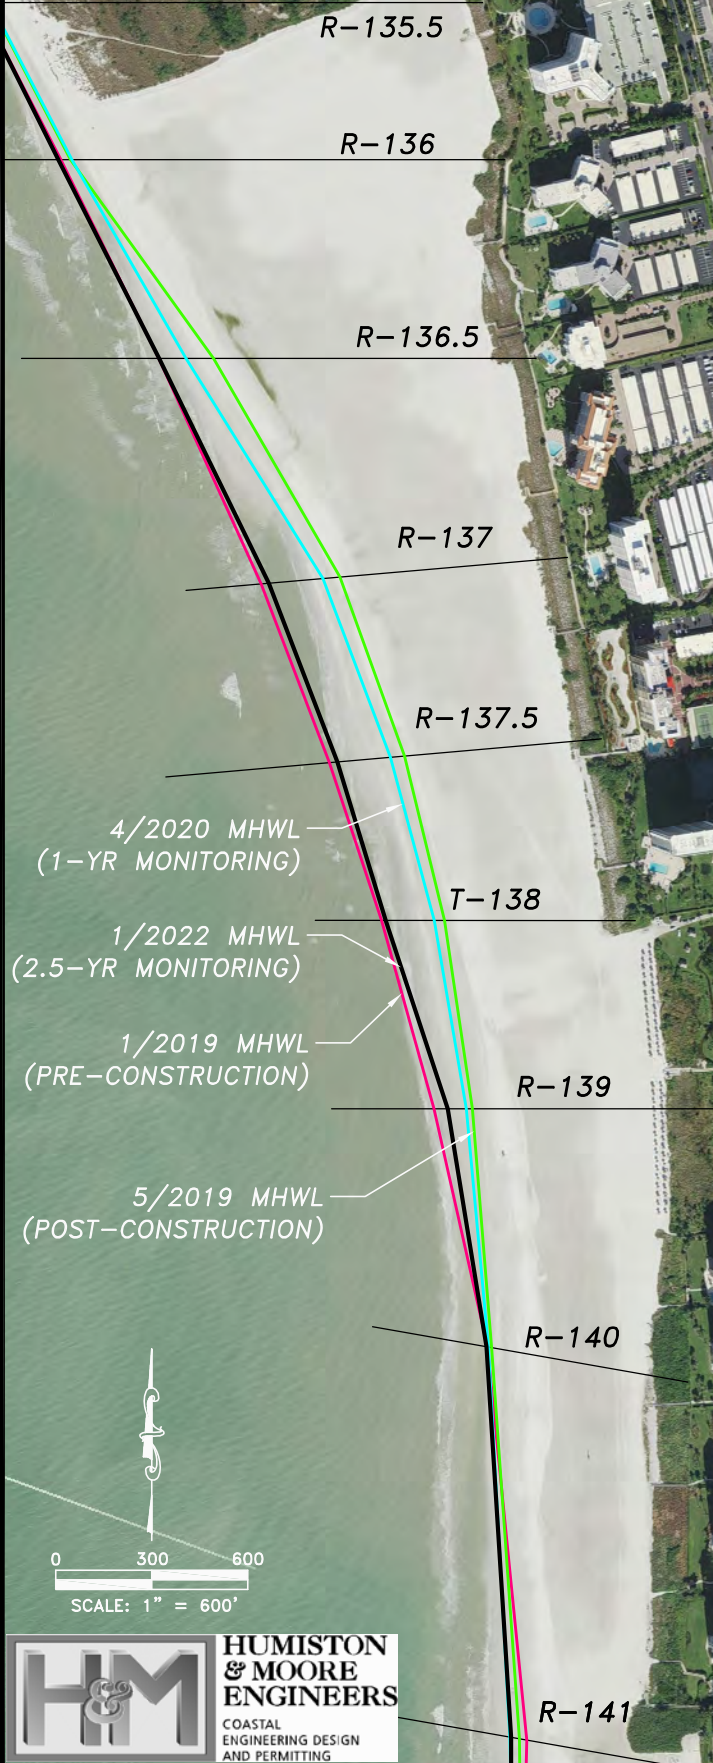 R-135.5
R-136
R-136.5
R-137
R-137.5
4/2020 MHWL
(1-YR MONITORING)
T-138
1/2022 MHWL
(2.5-YR MONITORING)
1/2019 MHWL
(PRE-CONSTRUCTION)
R-139
5/2019 MHWL
(POST-CONSTRUCTION)
R-140
0 300 600
SCALE: 1" = 600'
H&M
HUMISTON
& MOORE
ENGINEERS
COASTAL
ENGINEERING DESIGN
AND PERMITTING
R-141